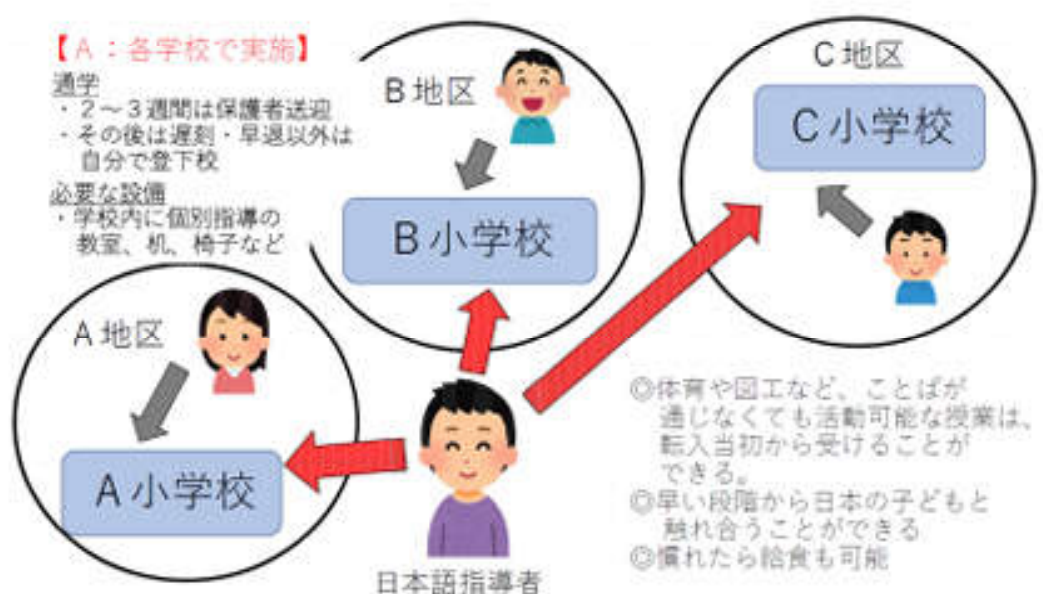 【A：各学校で実施】
通学
・２～３週間は保護者送迎
・その後は遅刻・早退以外は
自分で登下校
必要な設備
・学校内に個別指導の
教室、机、椅子など
B地区
B小学校
C地区
C小学校
A地区
A小学校
日本語指導者
◎体育や図工など、ことばが
通じなくても活動可能な授業は、
転入当初から受けることが
できる。
◎早い段階から日本の子どもと
触れ合うことができる
◎慣れたら給食も可能